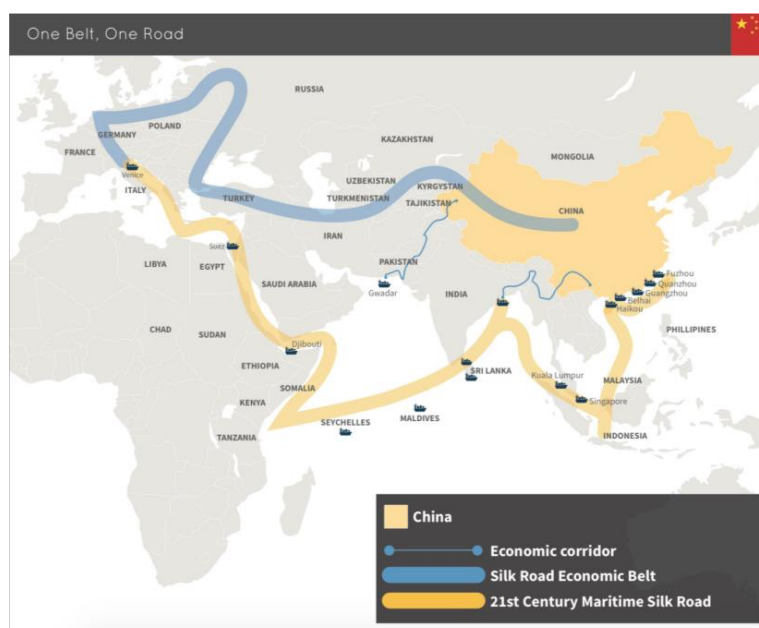 One Belt, One Road
RUSSIA
POLAND
GERMANY
FRANCE
KAZAKHSTAN
MONGOLIA
Venice
ITALY
UZBEKISTAN
KYRGYSTAN
TURKEY
TURKMENISTAN
TAJIKISTAN
CHINA
Suez
IRAN
LIBYA
EGYPT
PAKISTAN
SAUDI ARABIA
Gwadar
INDIA
Fuzhou
Quanzhou
Guangzhou
Beihai
Haikou
CHAD
SUDAN
PHILLIPINES
Djibouti
ETHIOPIA
SRI LANKA
Kuala Lumpur
MALAYSIA
SOMALIA
KENYA
Singapore
SEYCHELLES
MALDIVES
TANZANIA
INDONESIA
China
Economic corridor
Silk Road Economic Belt
21st Century Maritime Silk Road